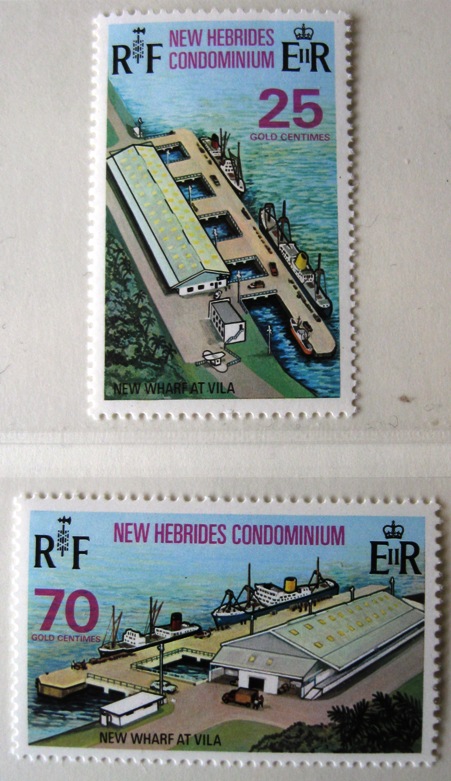 RF NEW HEBRIDES EIIR
CONDOMINIUM
25
GOLD CENTIMES
NEW WHARF AT VILA
NEW HEBRIDES CONDOMINIUM
RF EIIR
70
GOLD CENTIMES
NEW WHARF AT VILA